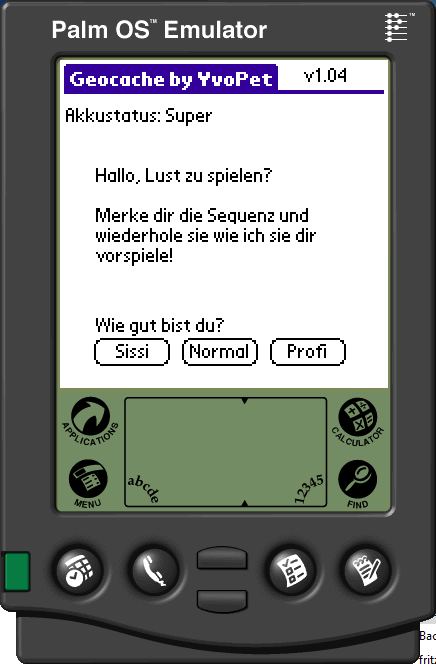 Palm OS™ Emulator
Geocache by YvoPet v1.04
Akkustatus: Super
Hallo, Lust zu spielen?
Merke dir die Sequenz und
wiederhole sie wie ich sie dir
vorspiele!
Wie gut bist du?
Sissi Normal Profi
APPLICATIONS
CALCULATOR
MENU
abcde
12345
FIND
Bac
fritz